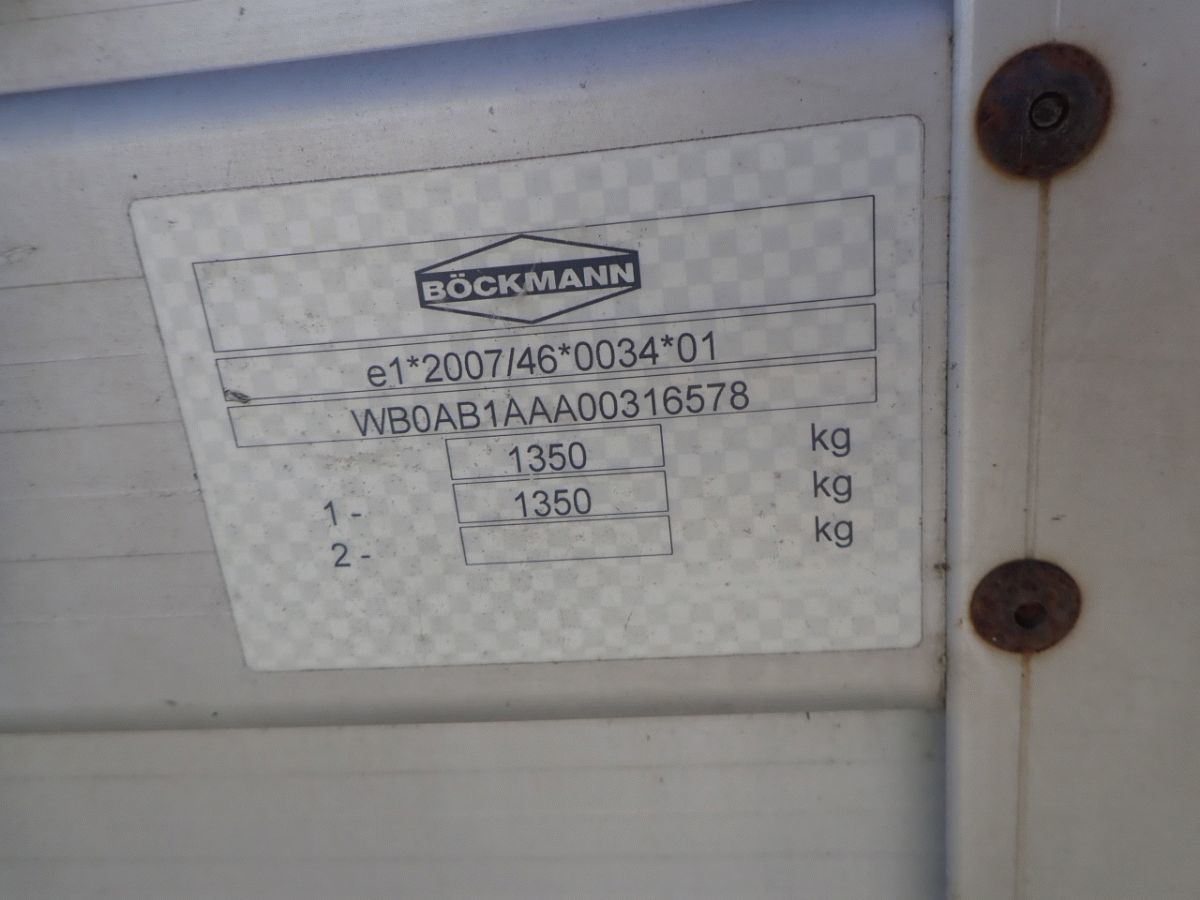 BÖCKMANN
e1*2007/46*0034*01
WB0AB1AAA00316578
1350 kg
1 - 1350 kg
2 - kg